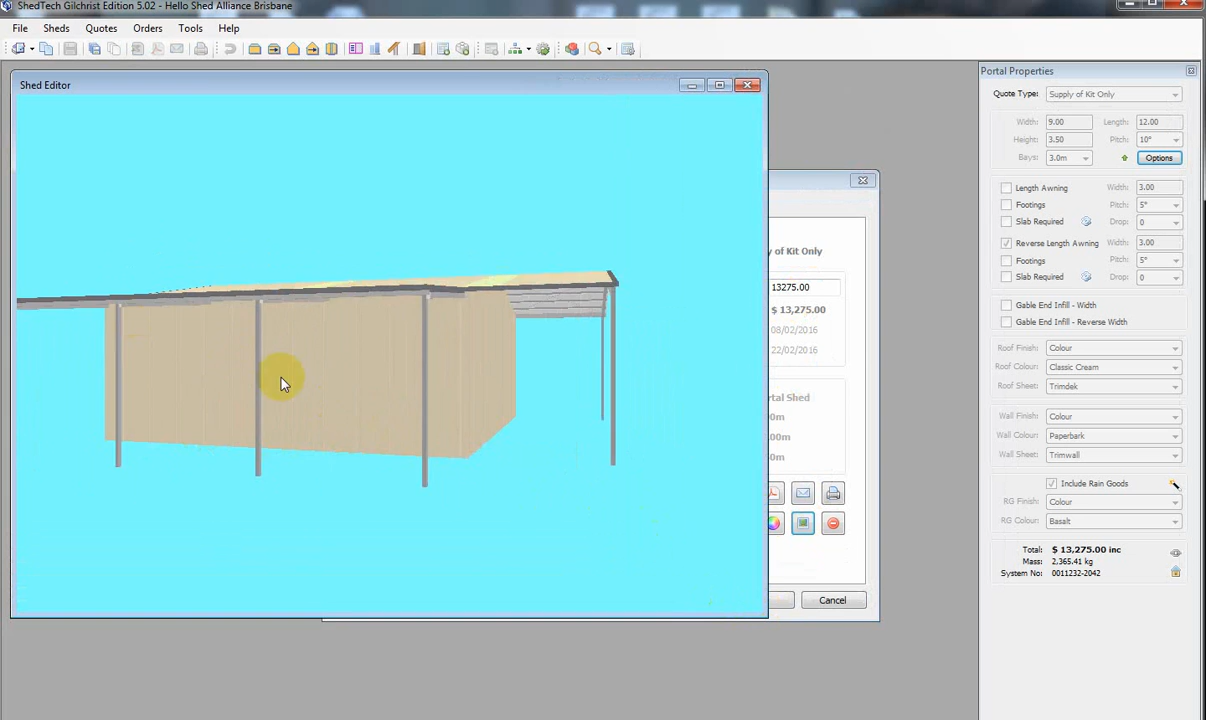 ShedTech Gilchrist Edition 5.02 - Hello Shed Alliance Brisbane
File Sheds Quotes Orders Tools Help
Shed Editor
y of Kit Only
13275.00
$ 13,275.00
08/02/2016
22/02/2016
rtal Shed
0m
00m
50m
Cancel
Portal Properties
Quote Type: Supply of Kit Only
Width: 9.00 Length: 12.00
Height: 3.50 Pitch: 10°
Bays: 3.0m Options
Length Awning Width: 3.00
Footings Pitch: 5°
Slab Required Drop: 0
Reverse Length Awning Width: 3.00
Footings Pitch: 5°
Slab Required Drop: 0
Gable End Infill - Width
Gable End Infill - Reverse Width
Roof Finish: Colour
Roof Colour: Classic Cream
Roof Sheet: Trimdek
Wall Finish: Colour
Wall Colour: Paperbark
Wall Sheet: Trimwall
Include Rain Goods
RG Finish: Colour
RG Colour: Basalt
Total: $ 13,275.00 inc
Mass: 2,365.41 kg
System No: 0011232-2042